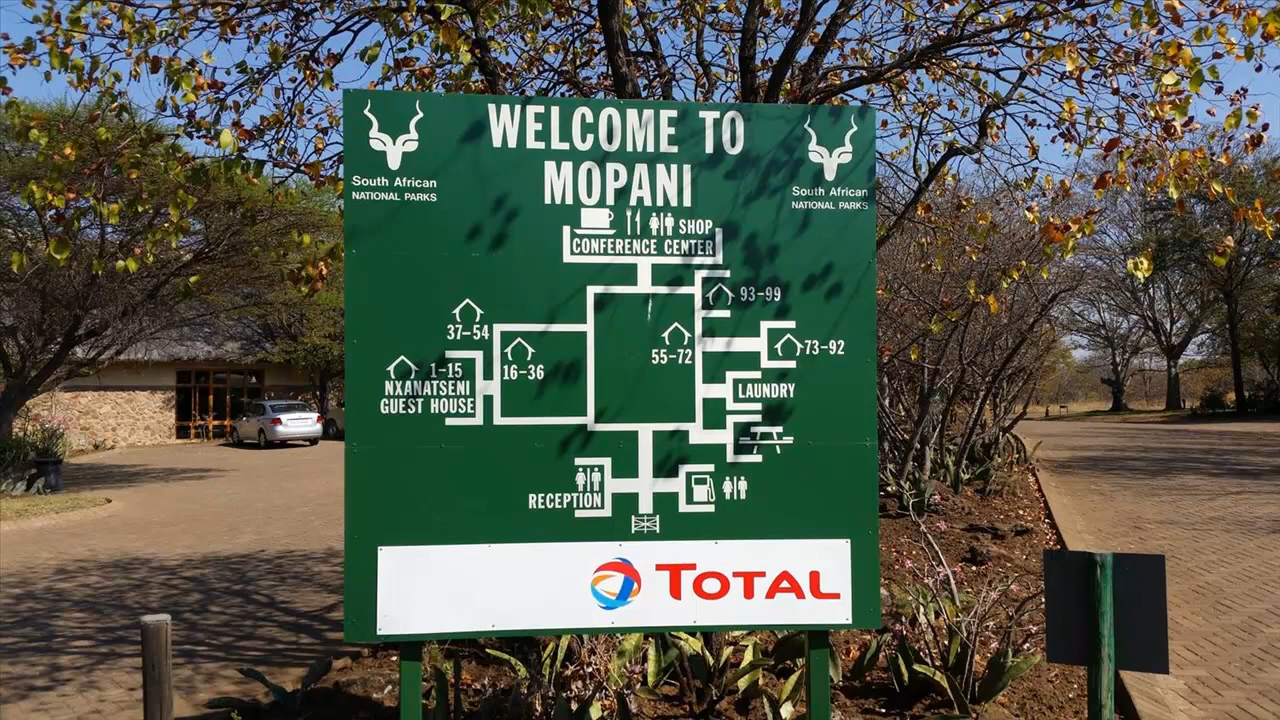 WELCOME TO
MOPANI
South African
NATIONAL PARKS
South African
NATIONAL PARKS
SHOP
CONFERENCE CENTER
93-99
37-54
55-72
73-92
1-15
16-36
NXANATSENI
GUEST HOUSE
LAUNDRY
RECEPTION
TOTAL